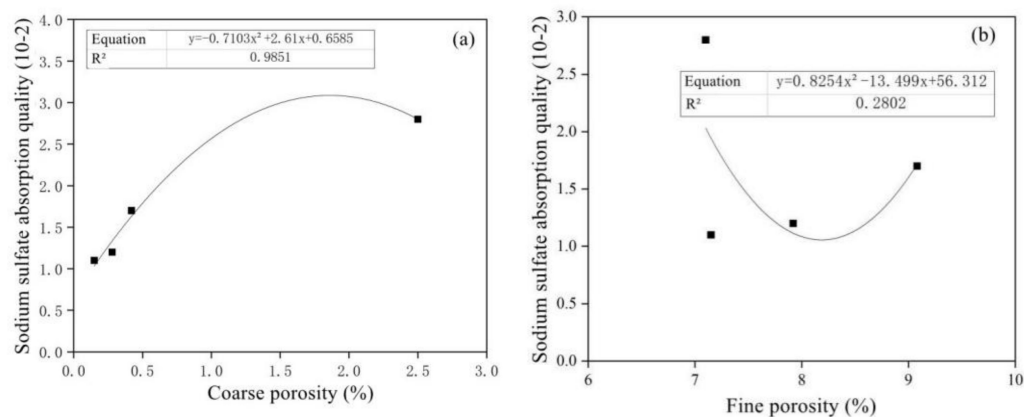 Sodium sulfate absorption quality (10-2)
4.0
3.5
3.0
2.5
2.0
1.5
1.0
0.5
0.0
Equation y=-0.7103x²+2.61x+0.6585
R² 0.9851
(a)
0.0 0.5 1.0 1.5 2.0 2.5 3.0
Coarse porosity (%)
Sodium sulfate absorption quality (10-2)
3.0
2.5
2.0
1.5
1.0
0.5
0.0
(b)
Equation y=0.8254x²-13.499x+56.312
R² 0.2802
6 7 8 9 10
Fine porosity (%)